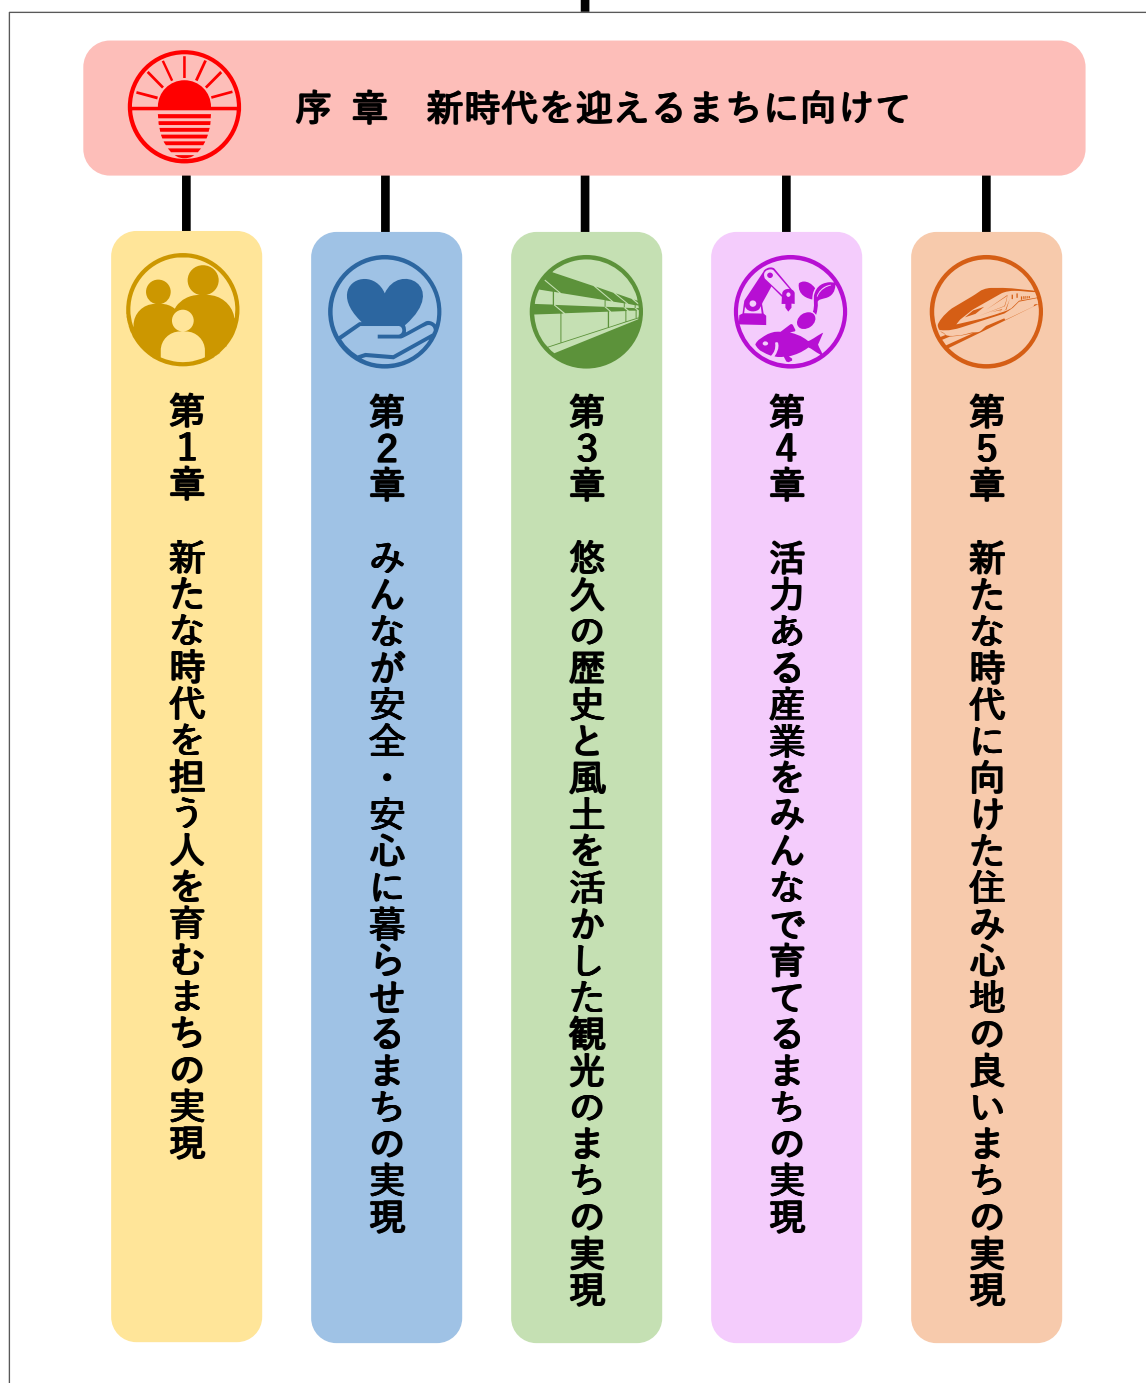 序 章　新時代を迎えるまちに向けて
第1章　新たな時代を担う人を育むまちの実現
第2章　みんなが安全・安心に暮らせるまちの実現
第3章　悠久の歴史と風土を活かした観光のまちの実現
第4章　活力ある産業をみんなで育てるまちの実現
第5章　新たな時代に向けた住み心地の良いまちの実現